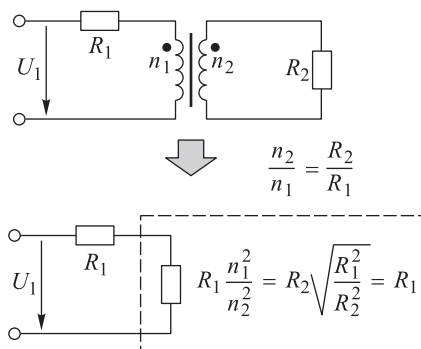 R₁
U₁ n₁ n₂ R₂
n₂/n₁ = R₂/R₁
R₁
U₁ R₁ n₁²/n₂² = R₂ √(R₁²/R₂²) = R₁